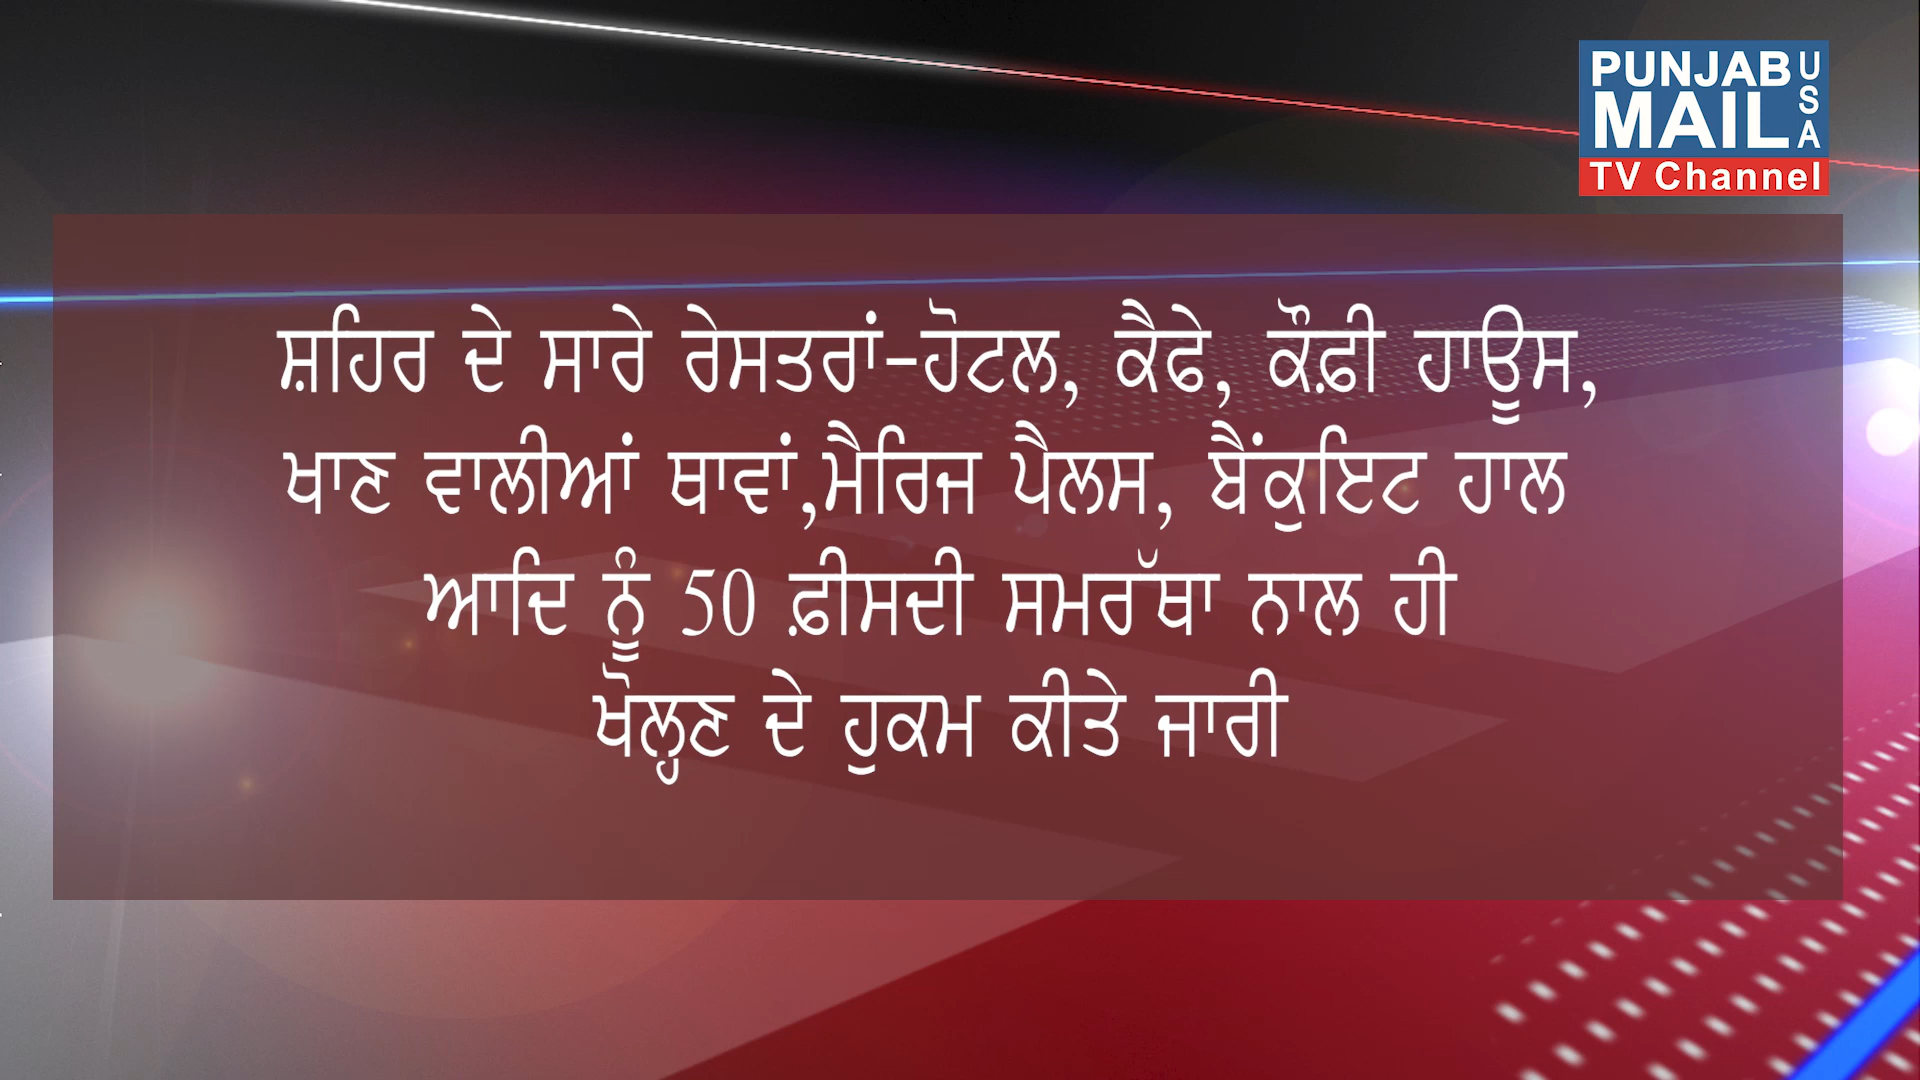 PUNJAB USA
MAIL
TV Channel
ਸ਼ਹਿਰ ਦੇ ਸਾਰੇ ਰੇਸਤਰਾਂ-ਹੋਟਲ, ਕੈਫੇ, ਕੌਫ਼ੀ ਹਾਊਸ,
ਖਾਣ ਵਾਲੀਆਂ ਥਾਵਾਂ,ਮੈਰਿਜ ਪੈਲਸ, ਬੈਂਕੁਇਟ ਹਾਲ
ਆਦਿ ਨੂੰ 50 ਫ਼ੀਸਦੀ ਸਮਰੱਥਾ ਨਾਲ ਹੀ
ਖੋਲ੍ਹਣ ਦੇ ਹੁਕਮ ਕੀਤੇ ਜਾਰੀ